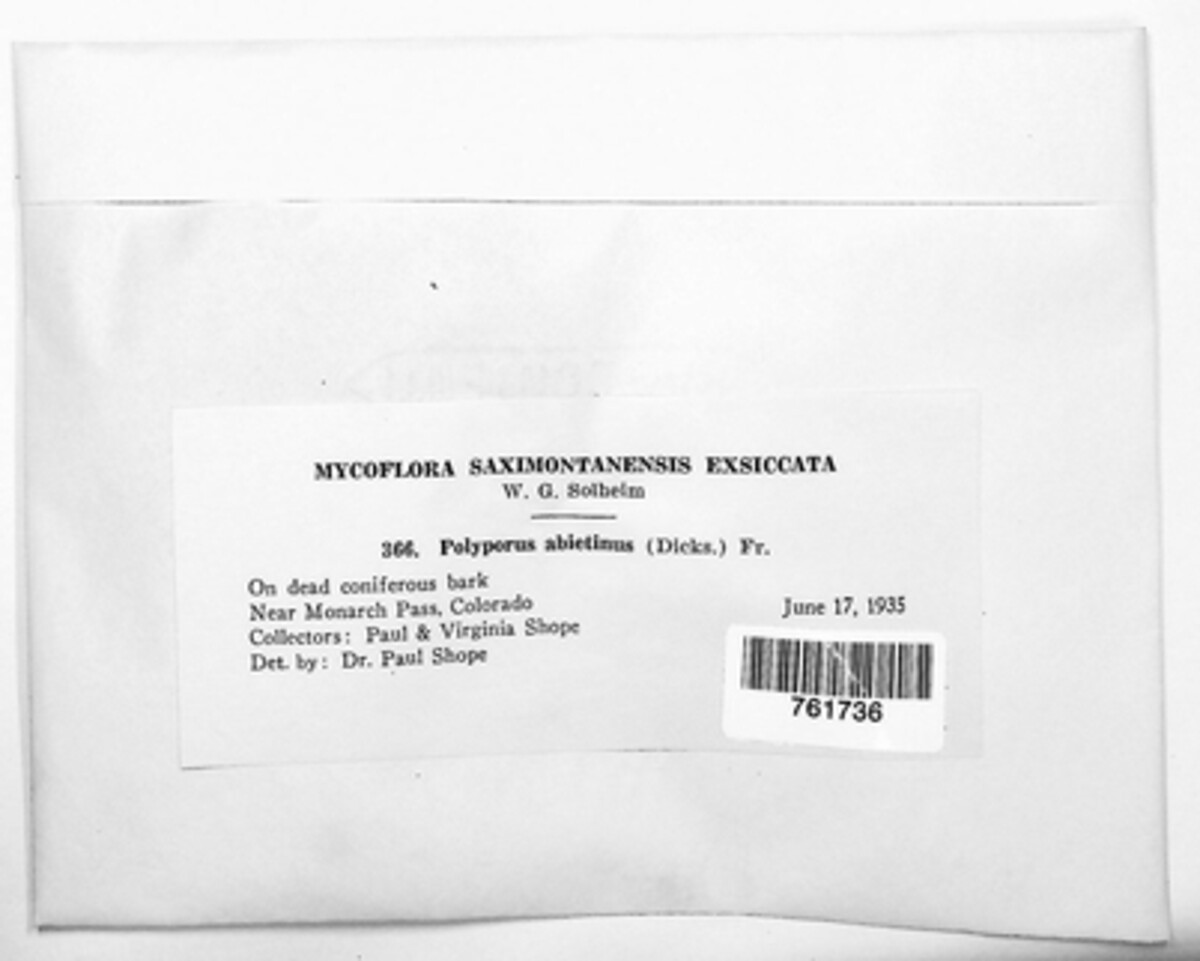 MYCOFLORA SAXIMONTANENSIS EXSICCATA
W. G. Solheim
366. Polyporus abietinus (Dicks.) Fr.
On dead coniferous bark
Near Monarch Pass, Colorado
June 17, 1935
Collectors: Paul & Virginia Shope
Det. by: Dr. Paul Shope
761736